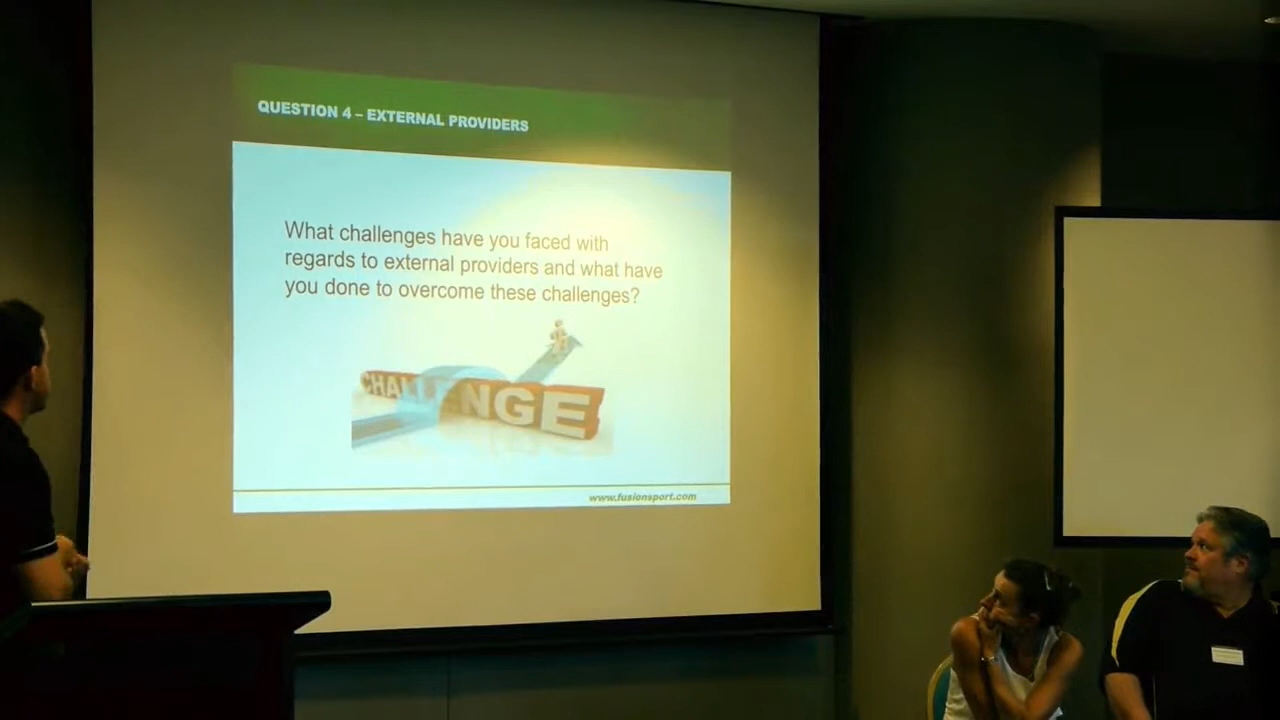 QUESTION 4 – EXTERNAL PROVIDERS
What challenges have you faced with
regards to external providers and what have
you done to overcome these challenges?
CHALLENGE
www.fusionsport.com